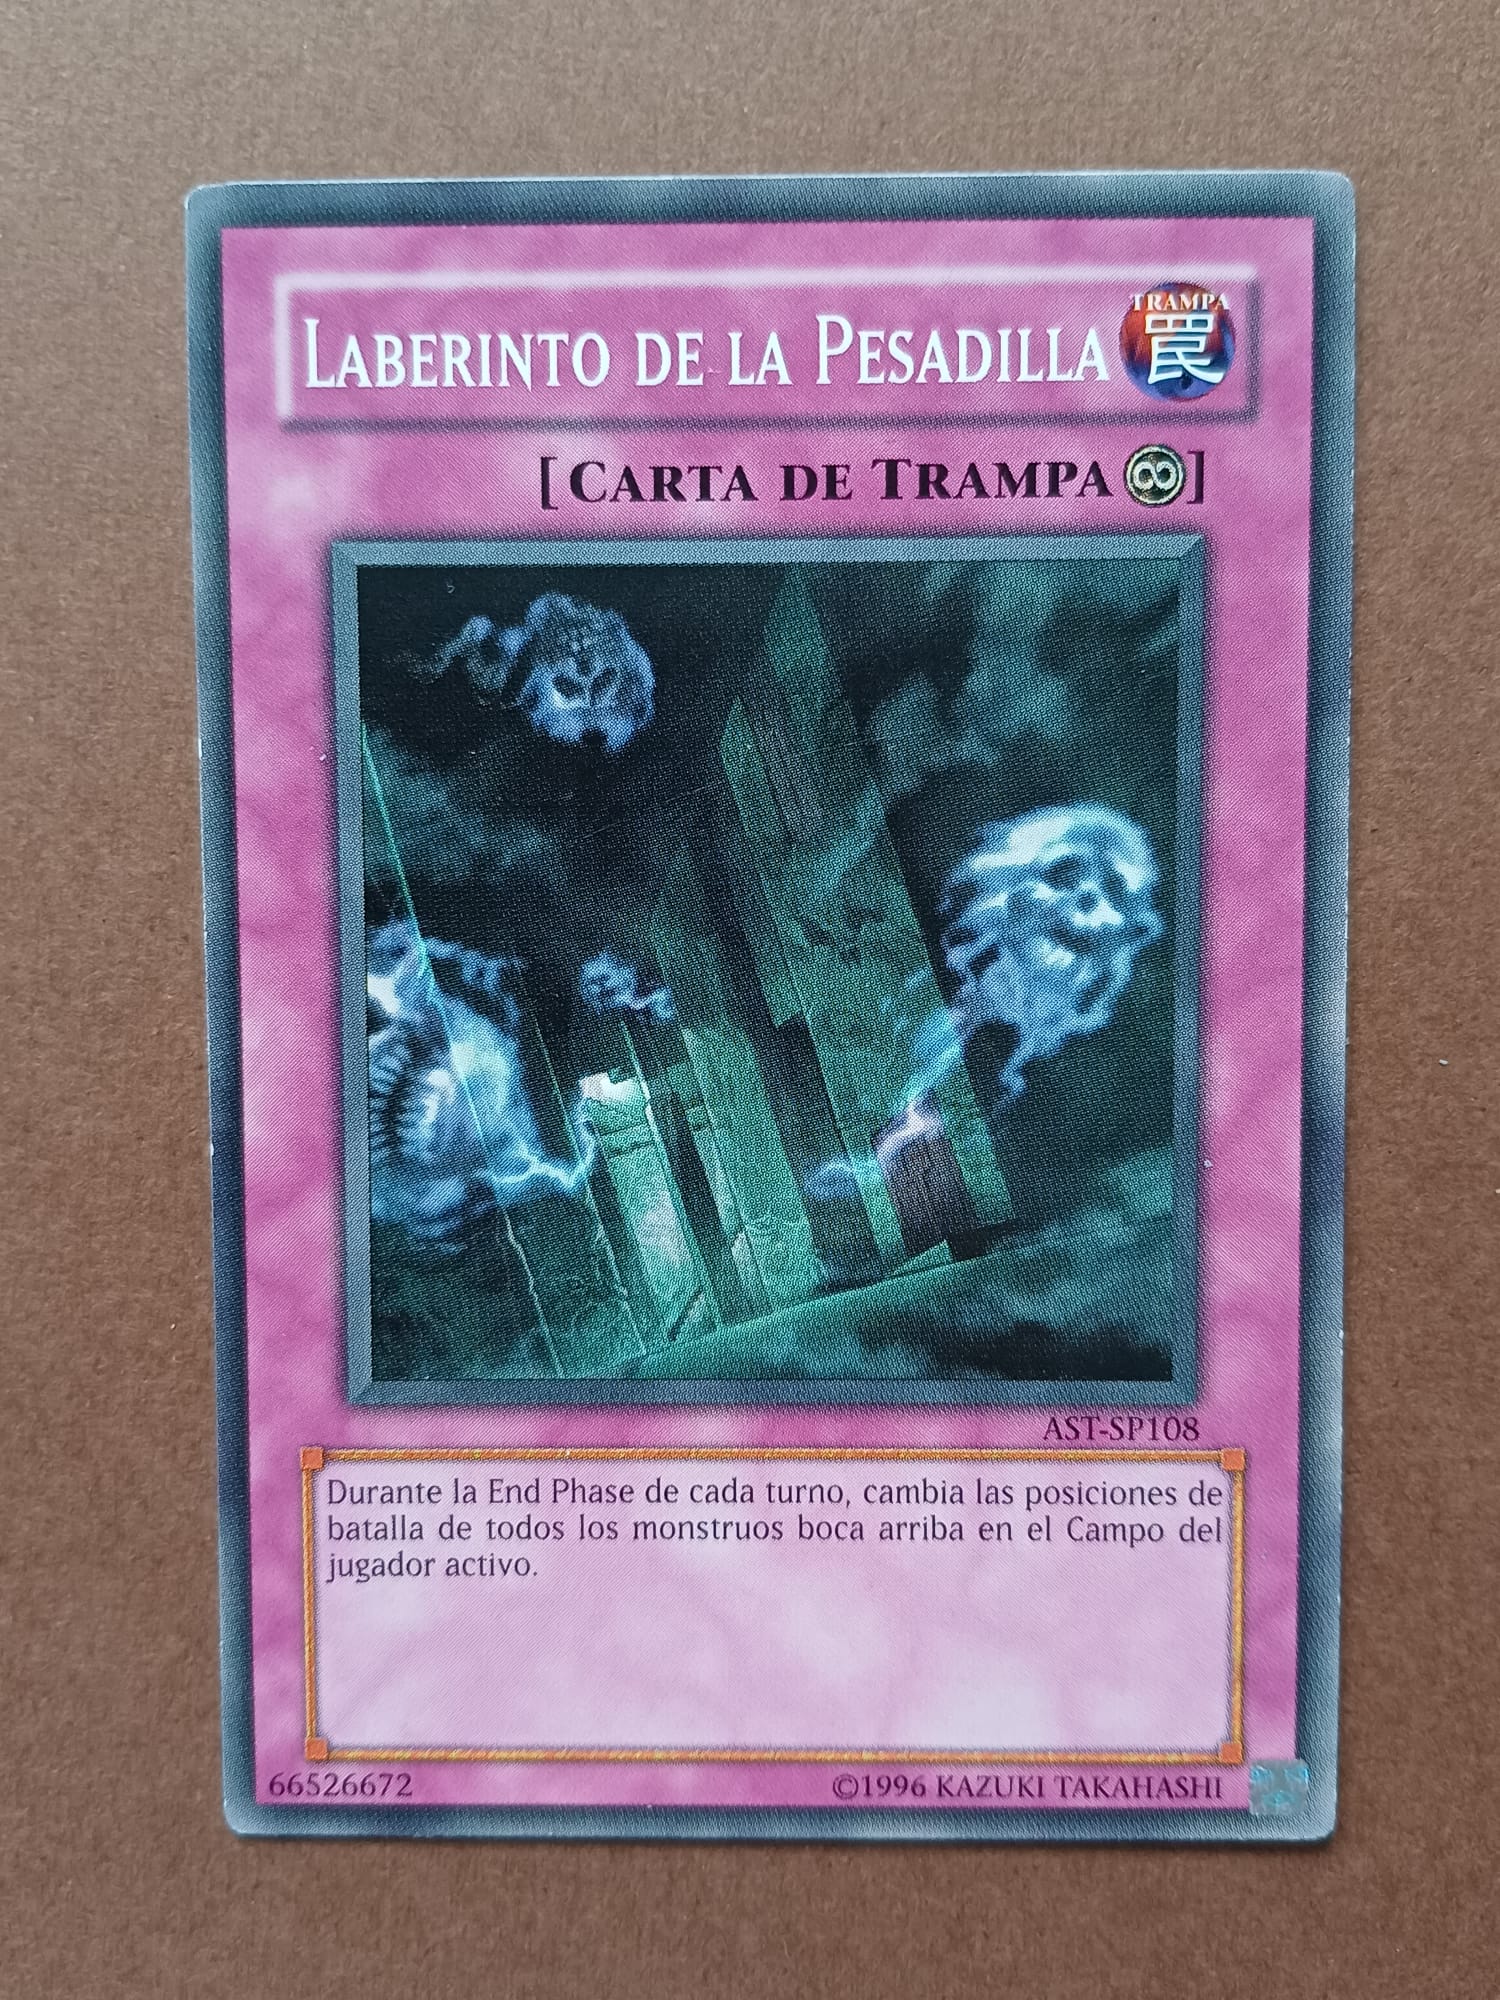 LABERINTO DE LA PESADILLA
TRAMPA
罠
[CARTA DE TRAMPA ∞]
AST-SP108
Durante la End Phase de cada turno, cambia las posiciones de
batalla de todos los monstruos boca arriba en el Campo del
jugador activo.
66526672
©1996 KAZUKI TAKAHASHI